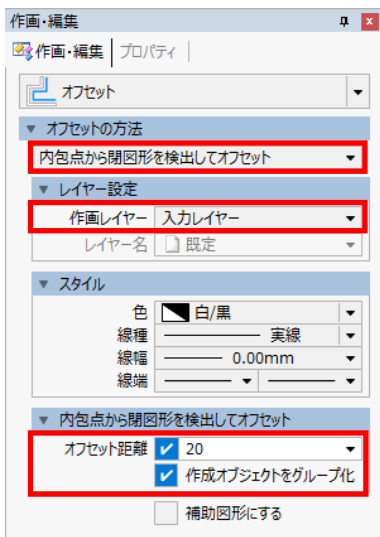 作画・編集
作画・編集 プロパティ
オフセット
オフセットの方法
内包点から閉図形を検出してオフセット
レイヤー設定
作画レイヤー 入力レイヤー
レイヤー名 既定
スタイル
色 白/黒
線種 実線
線幅 0.00mm
線端
内包点から閉図形を検出してオフセット
オフセット距離 20
作成オブジェクトをグループ化
補助図形にする